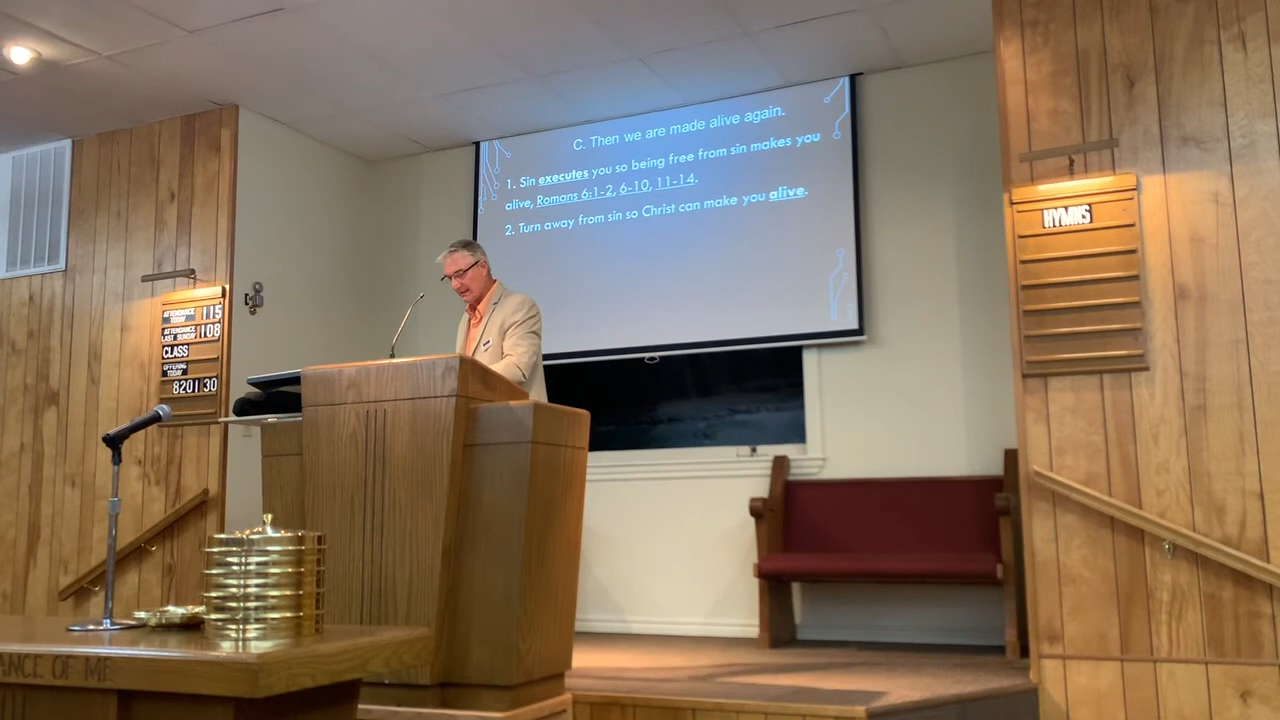 C. Then we are made alive again.
1. Sin executes you so being free from sin makes you
alive, Romans 6:1-2, 6-10, 11-14.
2. Turn away from sin so Christ can make you alive.
HYMNS
ATTENDANCE
TODAY 115
ATTENDANCE
LAST SUNDAY 108
CLASS
OFFERING
TODAY
8201 30
ANCE OF ME